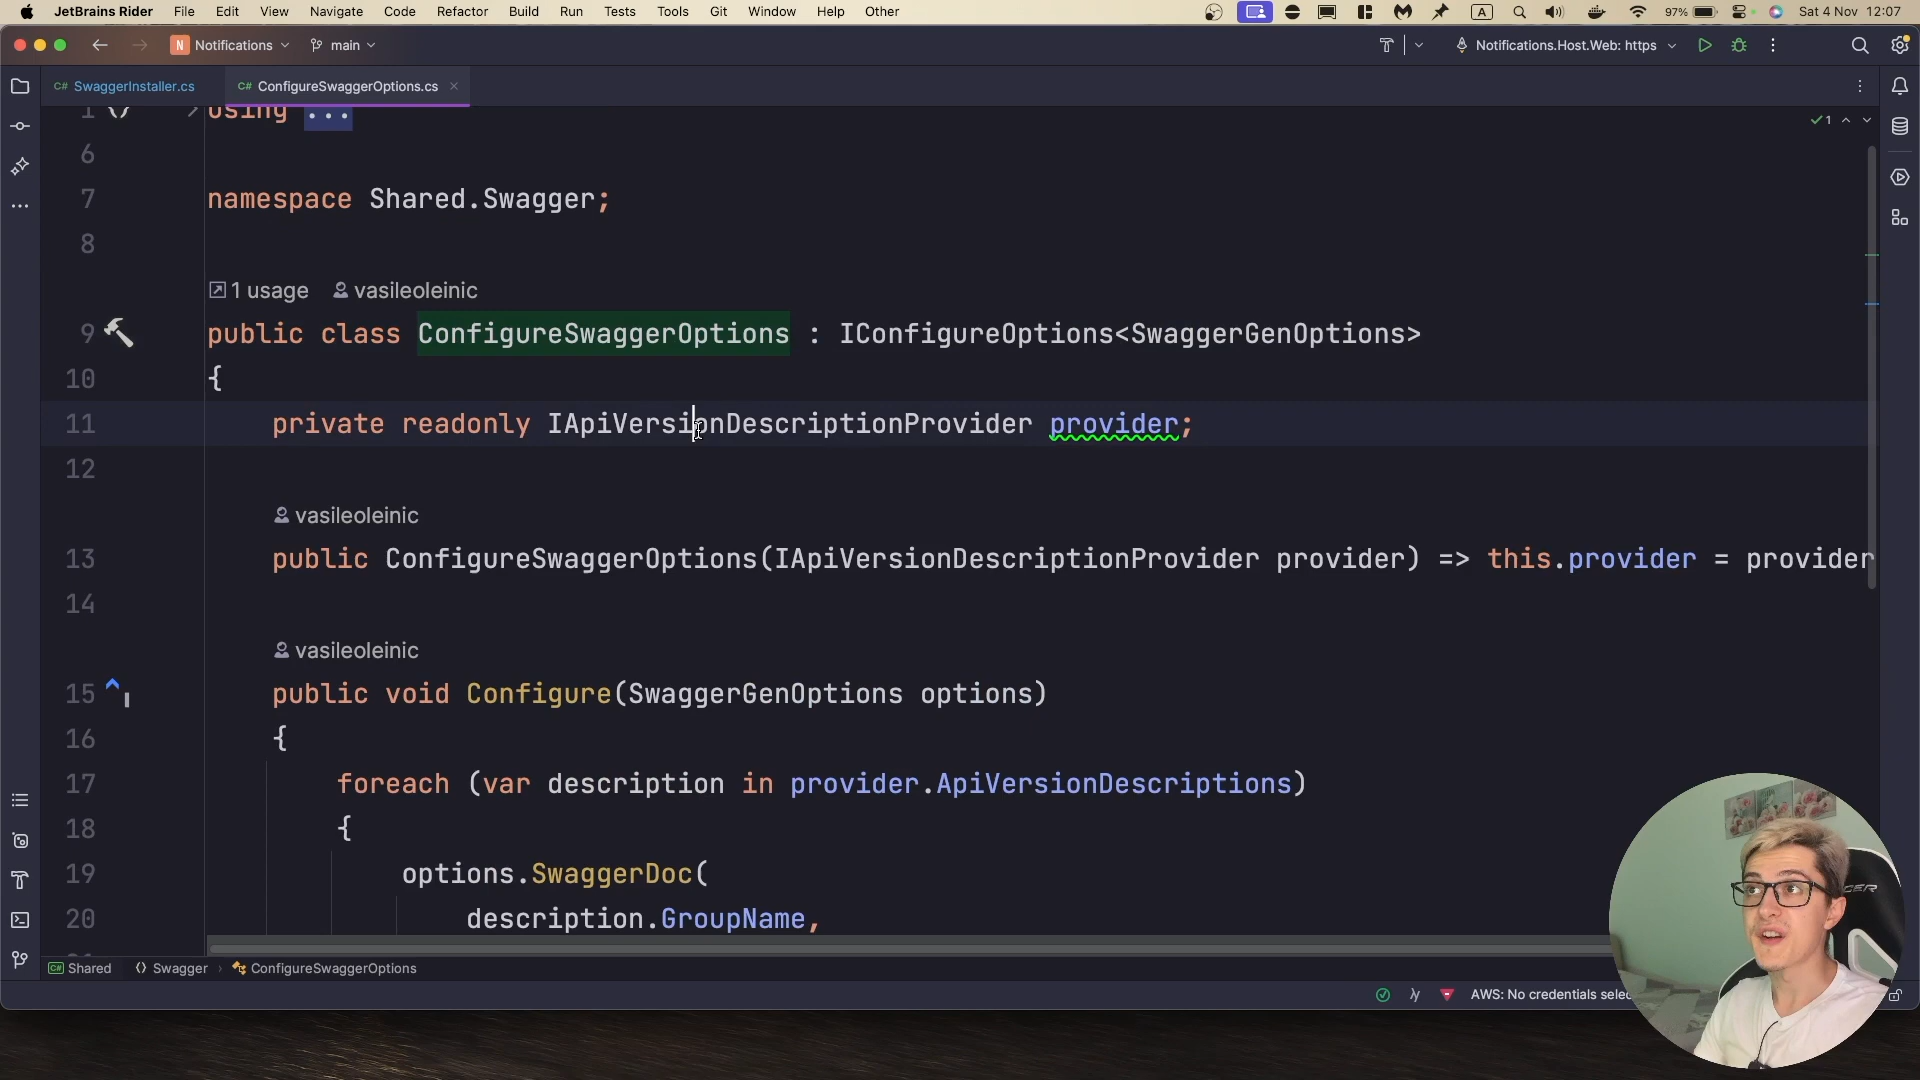 JetBrains Rider File Edit View Navigate Code Refactor Build Run Tests Tools Git Window Help Other A 97% Sat 4 Nov 12:07
N Notifications main Notifications.Host.Web: https
C# SwaggerInstaller.cs C# ConfigureSwaggerOptions.cs
1 using ...
1
6
7 namespace Shared.Swagger;
8
1 usage vasileoleinic
9 public class ConfigureSwaggerOptions : IConfigureOptions<SwaggerGenOptions>
10 {
11 private readonly IApiVersionDescriptionProvider provider;
12
vasileoleinic
13 public ConfigureSwaggerOptions(IApiVersionDescriptionProvider provider) => this.provider = provider
14
vasileoleinic
15 public void Configure(SwaggerGenOptions options)
16 {
17 foreach (var description in provider.ApiVersionDescriptions)
18 {
19 options.SwaggerDoc(
20 description.GroupName,
C# Shared Swagger ConfigureSwaggerOptions
AWS: No credentials selec